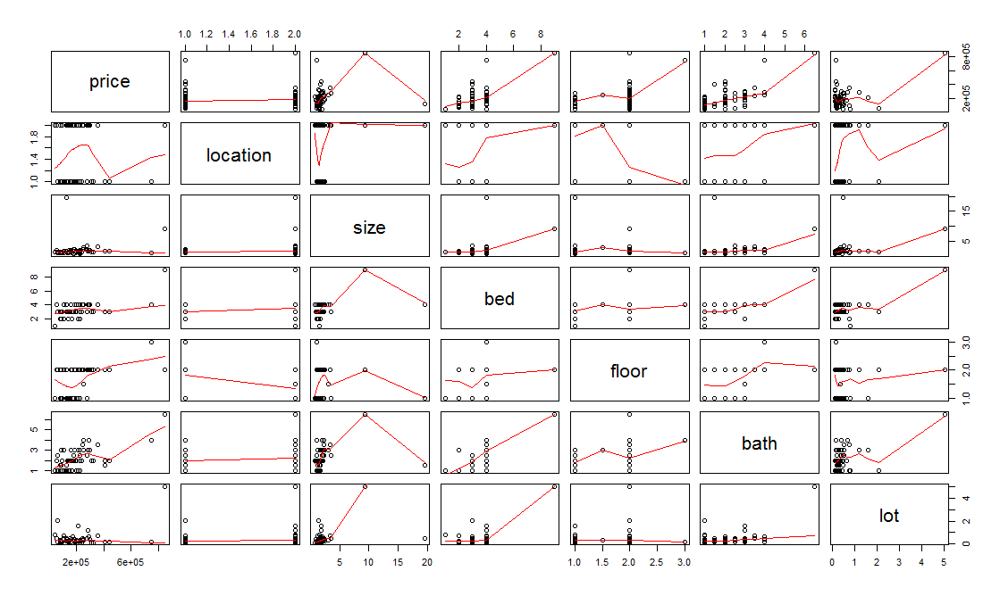 1.0 1.2 1.4 1.6 1.8 2.0
2 4 6 8
1 2 3 4 5 6
price
2e+05 8e+05
1.0 1.4 1.8
location
size
5 15
2 4 6 8
bed
floor
1.0 2.0 3.0
1 3 5
bath
lot
0 2 4
2e+05 6e+05
5 10 15 20
1.0 1.5 2.0 2.5 3.0
0 1 2 3 4 5